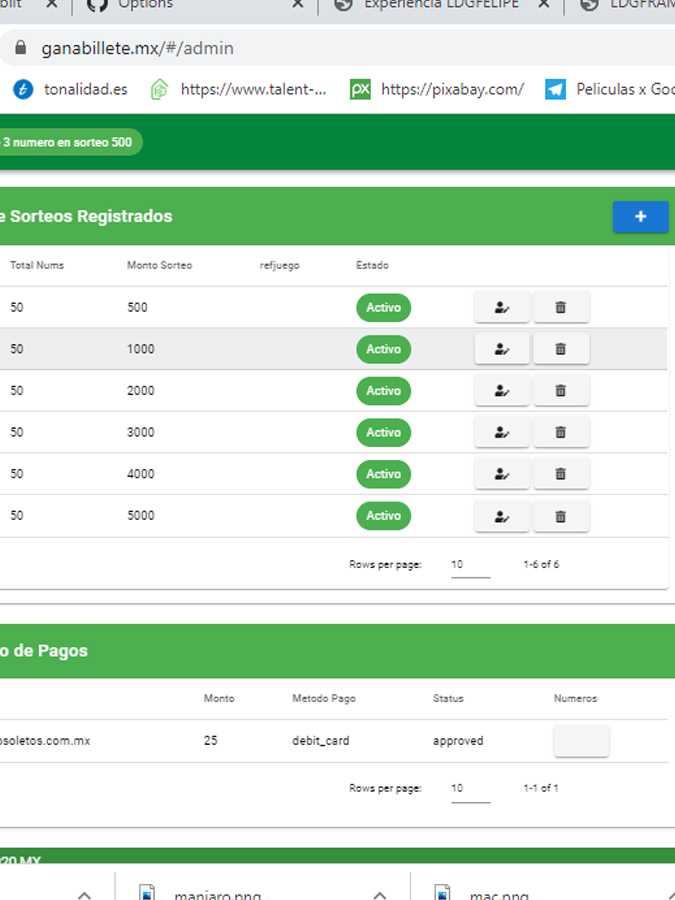 blit Options Experiencia LDGFELIPE LDGFRAM
ganabillete.mx/#/admin
tonalidad.es https://www.talent-... https://pixabay.com/ Peliculas x Goo
3 numero en sorteo 500
e Sorteos Registrados +
Total Nums Monto Sorteo refjuego Estado
50 500 Activo
50 1000 Activo
50 2000 Activo
50 3000 Activo
50 4000 Activo
50 5000 Activo
Rows per page: 10 1-6 of 6
o de Pagos
Monto Metodo Pago Status Numeros
osoletos.com.mx 25 debit_card approved
Rows per page: 10 1-1 of 1
020 MX
manjaro.png mac.png